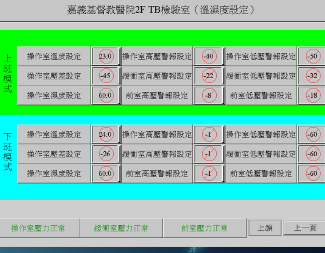 嘉義基督教醫院2F TB檢驗室（溫濕度設定）
上班模式
操作室溫度設定 23.0 操作室高壓警報設定 -40 操作室低壓警報設定 -50
操作室壓差設定 -45 緩衝室高壓警報設定 -22 緩衝室低壓警報設定 -32
操作室濕度設定 60.0 前室高壓警報設定 -8 前室低壓警報設定 -18
下班模式
操作室溫度設定 24.0 操作室高壓警報設定 -1 操作室低壓警報設定 -60
操作室壓差設定 -26 緩衝室高壓警報設定 -1 緩衝室低壓警報設定 -60
操作室濕度設定 60.0 前室高壓警報設定 -1 前室低壓警報設定 -60
操作室壓力正常 緩衝室壓力正常 前室壓力正常 上鎖 上一頁